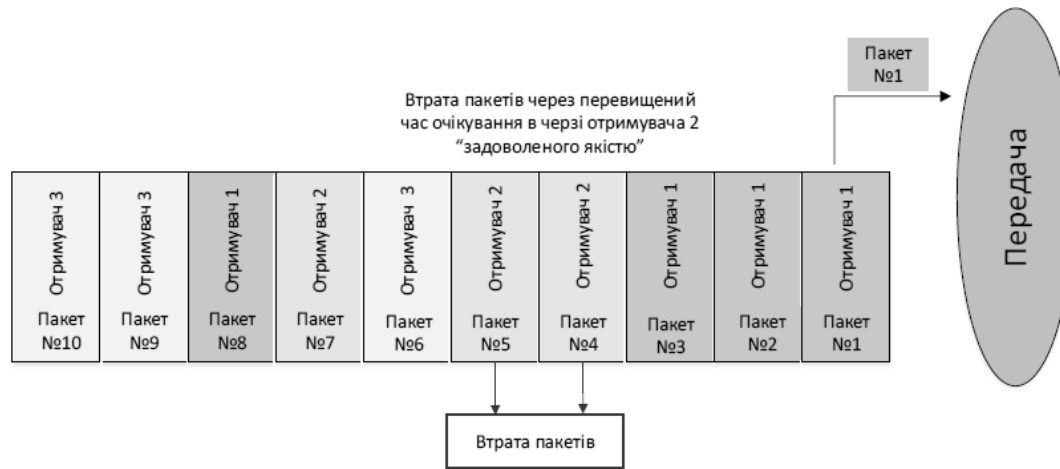 Пакет
№1
Передача
Втрата пакетів через перевищений
час очікування в черзі отримувача 2
“задоволеного якістю”
Отримувач 3
Пакет
№10
Отримувач 3
Пакет
№9
Отримувач 1
Пакет
№8
Отримувач 2
Пакет
№7
Отримувач 3
Пакет
№6
Отримувач 2
Пакет
№5
Отримувач 2
Пакет
№4
Отримувач 1
Пакет
№3
Отримувач 1
Пакет
№2
Отримувач 1
Пакет
№1
Втрата пакетів